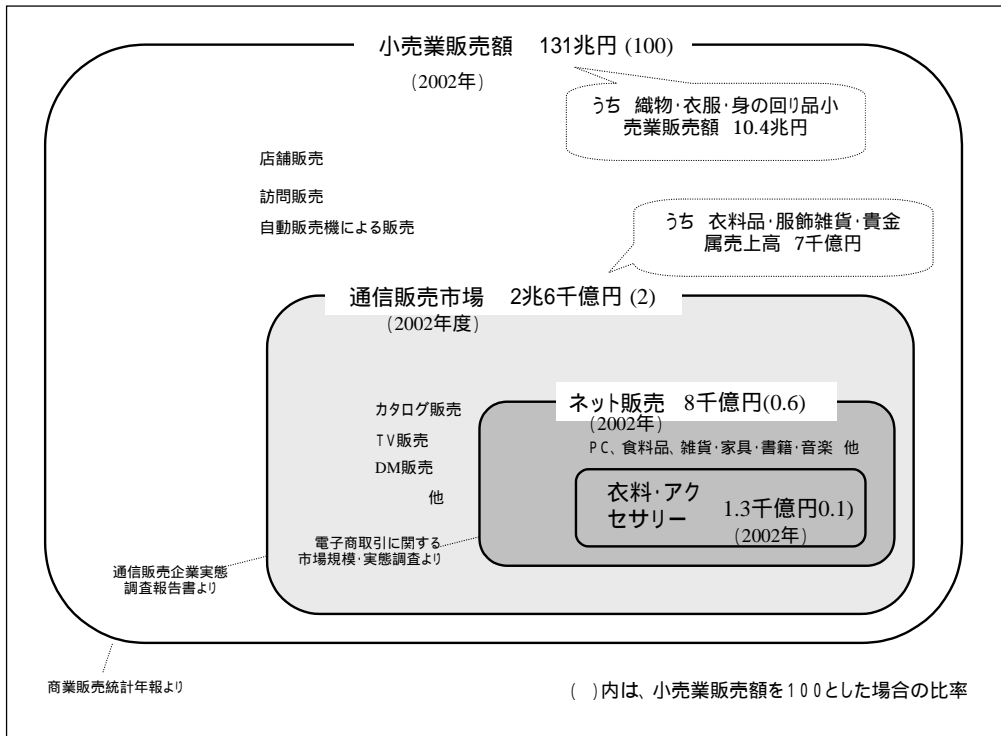 小売業販売額 131兆円 (100)
(2002年)
うち 織物・衣服・身の回り品小
売業販売額 10.4兆円
店舗販売
訪問販売
自動販売機による販売
うち 衣料品・服飾雑貨・貴金
属売上高 7千億円
通信販売市場 2兆6千億円 (2)
(2002年度)
カタログ販売
TV販売
DM販売
他
ネット販売 8千億円(0.6)
(2002年)
PC、食料品、雑貨・家具・書籍・音楽 他
衣料・アク
セサリー
1.3千億円0.1)
(2002年)
電子商取引に関する
市場規模・実態調査より
通信販売企業実態
調査報告書より
商業販売統計年報より
( )内は、小売業販売額を100とした場合の比率